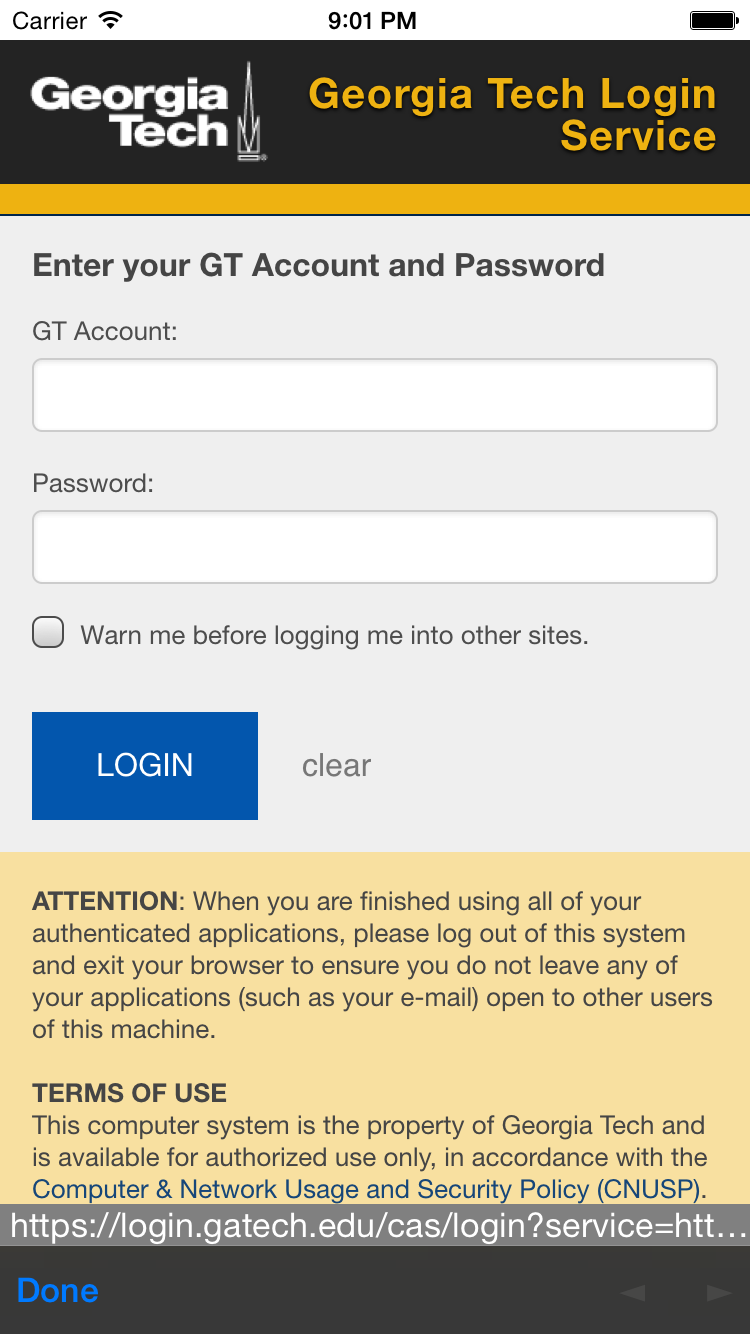 Carrier 9:01 PM
Georgia
Tech
®
Georgia Tech Login
Service
Enter your GT Account and Password
GT Account:
Password:
Warn me before logging me into other sites.
LOGIN clear
ATTENTION: When you are finished using all of your
authenticated applications, please log out of this system
and exit your browser to ensure you do not leave any of
your applications (such as your e-mail) open to other users
of this machine.
TERMS OF USE
This computer system is the property of Georgia Tech and
is available for authorized use only, in accordance with the
Computer & Network Usage and Security Policy (CNUSP).
https://login.gatech.edu/cas/login?service=htt…
Done